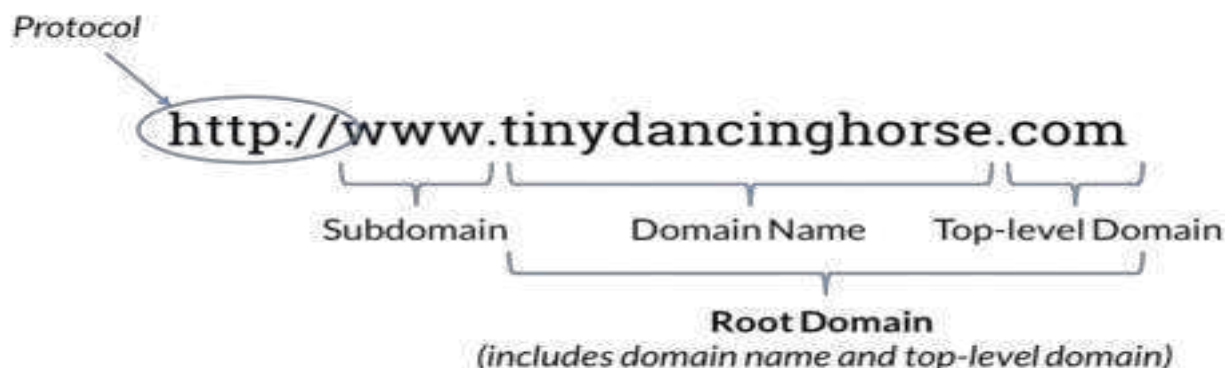 Protocol
http://www.tinydancinghorse.com
Subdomain Domain Name Top-level Domain
Root Domain
(includes domain name and top-level domain)